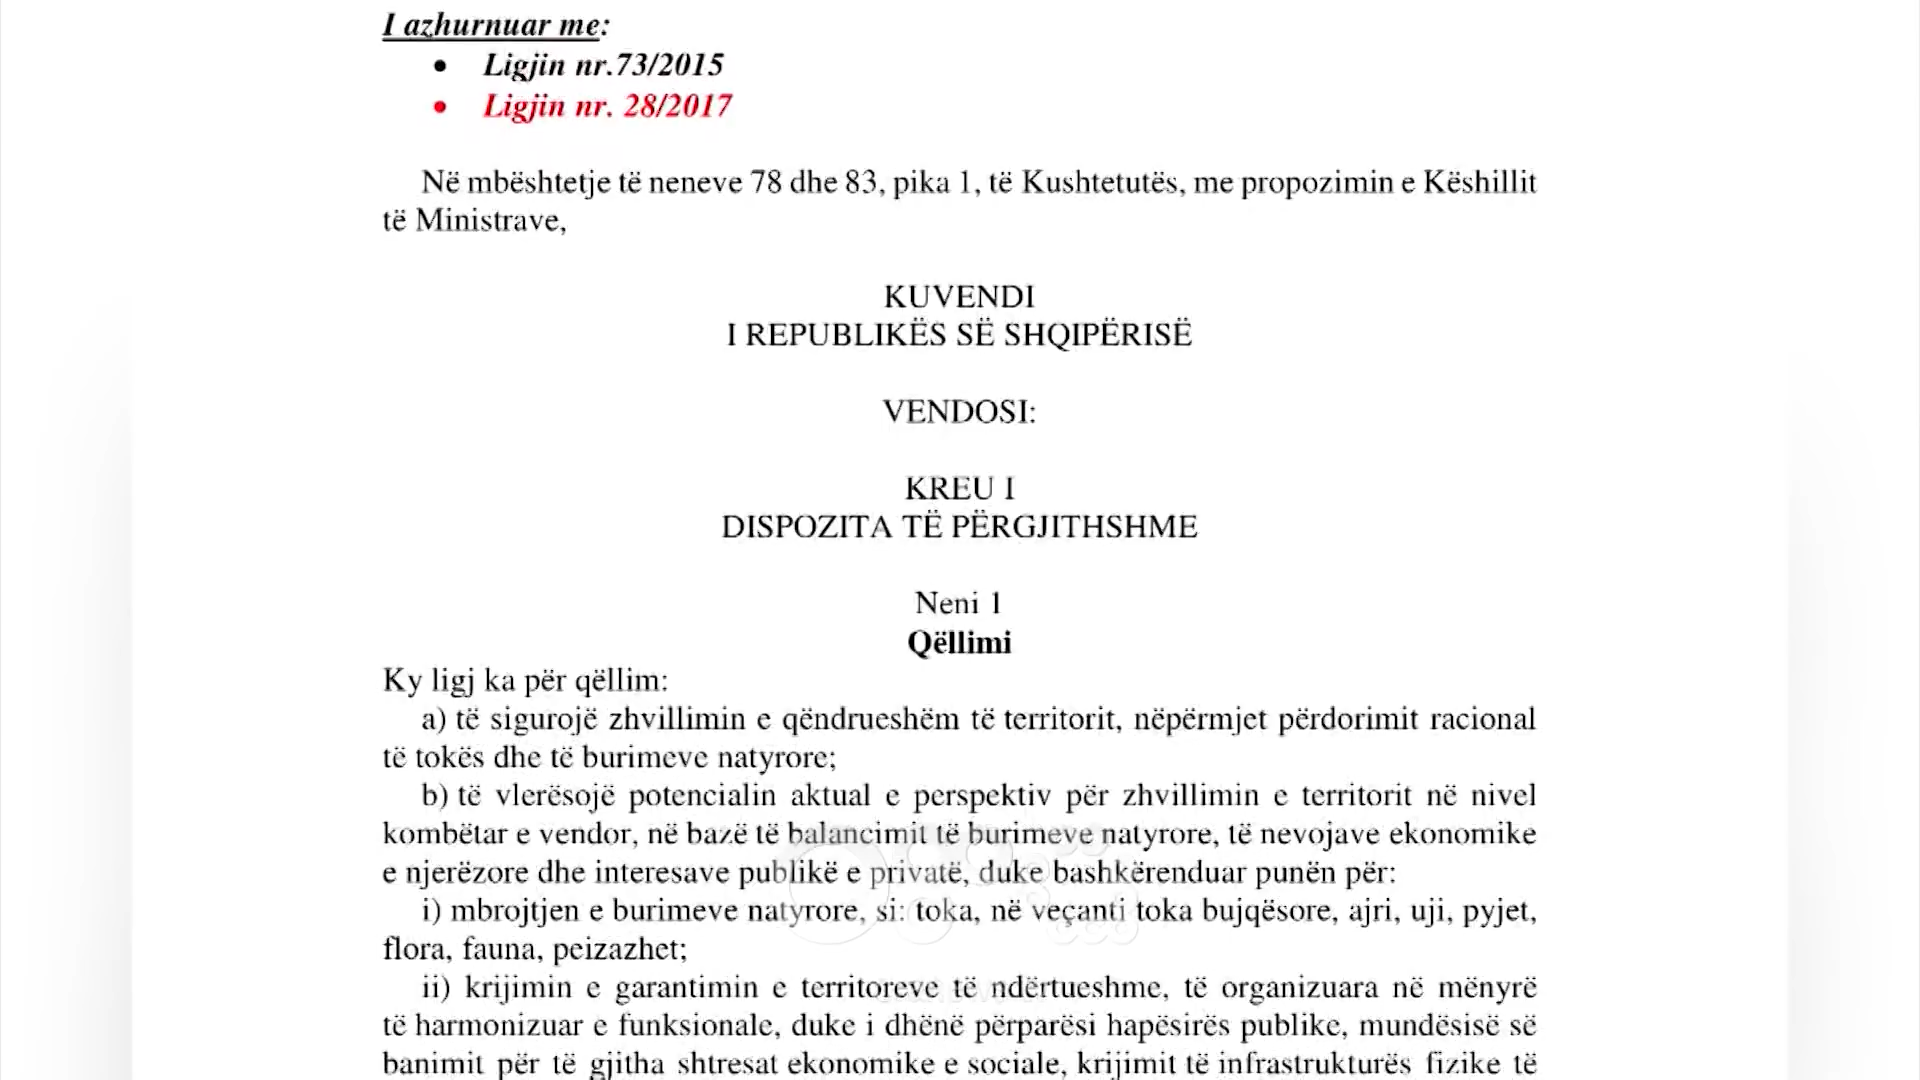 I azhurnuar me:
• Ligjin nr.73/2015
• Ligjin nr. 28/2017
Në mbështetje të neneve 78 dhe 83, pika 1, të Kushtetutës, me propozimin e Këshillit
të Ministrave,
KUVENDI
I REPUBLIKËS SË SHQIPËRISË
VENDOSI:
KREU I
DISPOZITA TË PËRGJITHSHME
Neni 1
Qëllimi
Ky ligj ka për qëllim:
a) të sigurojë zhvillimin e qëndrueshëm të territorit, nëpërmjet përdorimit racional
të tokës dhe të burimeve natyrore;
b) të vlerësojë potencialin aktual e perspektiv për zhvillimin e territorit në nivel
kombëtar e vendor, në bazë të balancimit të burimeve natyrore, të nevojave ekonomike
e njerëzore dhe interesave publikë e privatë, duke bashkërenduar punën për:
i) mbrojtjen e burimeve natyrore, si: toka, në veçanti toka bujqësore, ajri, uji, pyjet,
flora, fauna, peizazhet;
ii) krijimin e garantimin e territoreve të ndërtueshme, të organizuara në mënyrë
të harmonizuar e funksionale, duke i dhënë përparësi hapësirës publike, mundësisë së
banimit për të gjitha shtresat ekonomike e sociale, krijimit të infrastrukturës fizike të